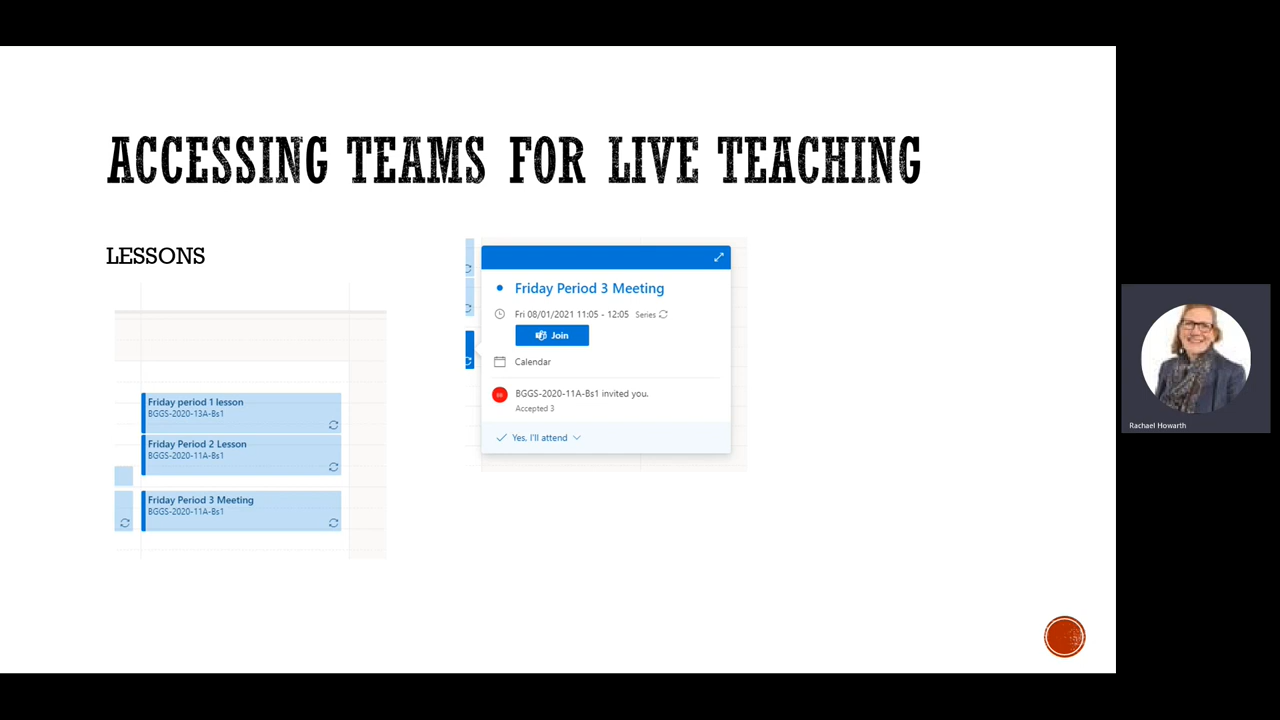 ACCESSING TEAMS FOR LIVE TEACHING
LESSONS
Friday period 1 lesson
BGGS-2020-13A-Bs1
Friday Period 2 Lesson
BGGS-2020-11A-Bs1
Friday Period 3 Meeting
BGGS-2020-11A-Bs1
Friday Period 3 Meeting
Fri 08/01/2021 11:05 - 12:05 Series
Join
Calendar
BGGS-2020-11A-Bs1 invited you.
Accepted 3
Yes, I'll attend
Rachael Howarth